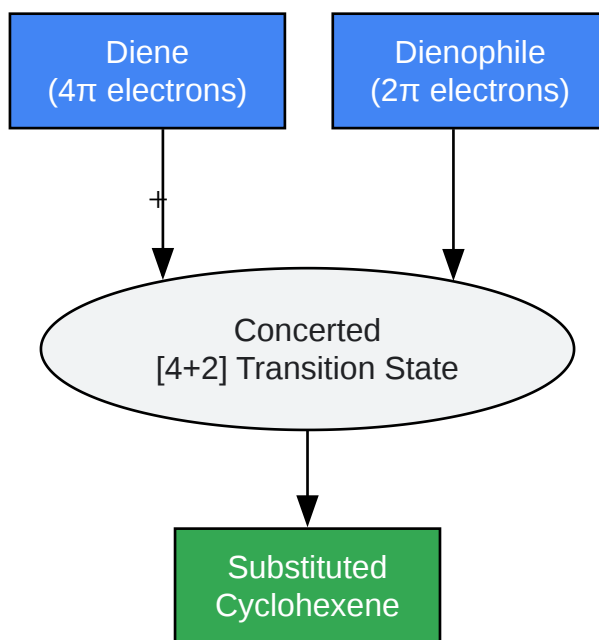 Diene
(4π electrons)
Dienophile
(2π electrons)
+
Concerted
[4+2] Transition State
Substituted
Cyclohexene